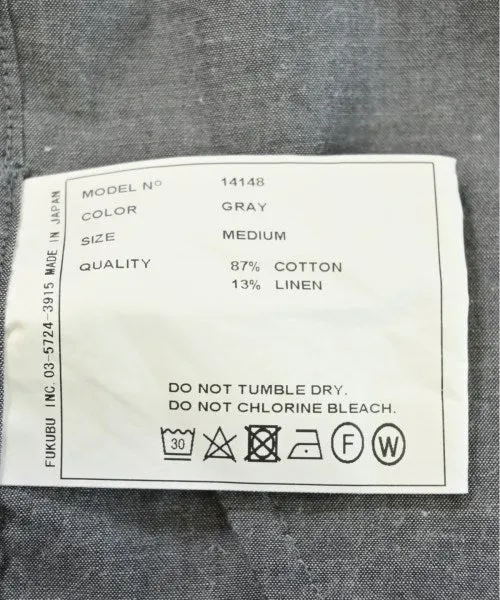 MODEL Nº 14148
COLOR GRAY
SIZE MEDIUM
QUALITY 87% COTTON
13% LINEN
DO NOT TUMBLE DRY.
DO NOT CHLORINE BLEACH.
30 F W
FUKUBU INC. 03-5724-3915 MADE IN JAPAN